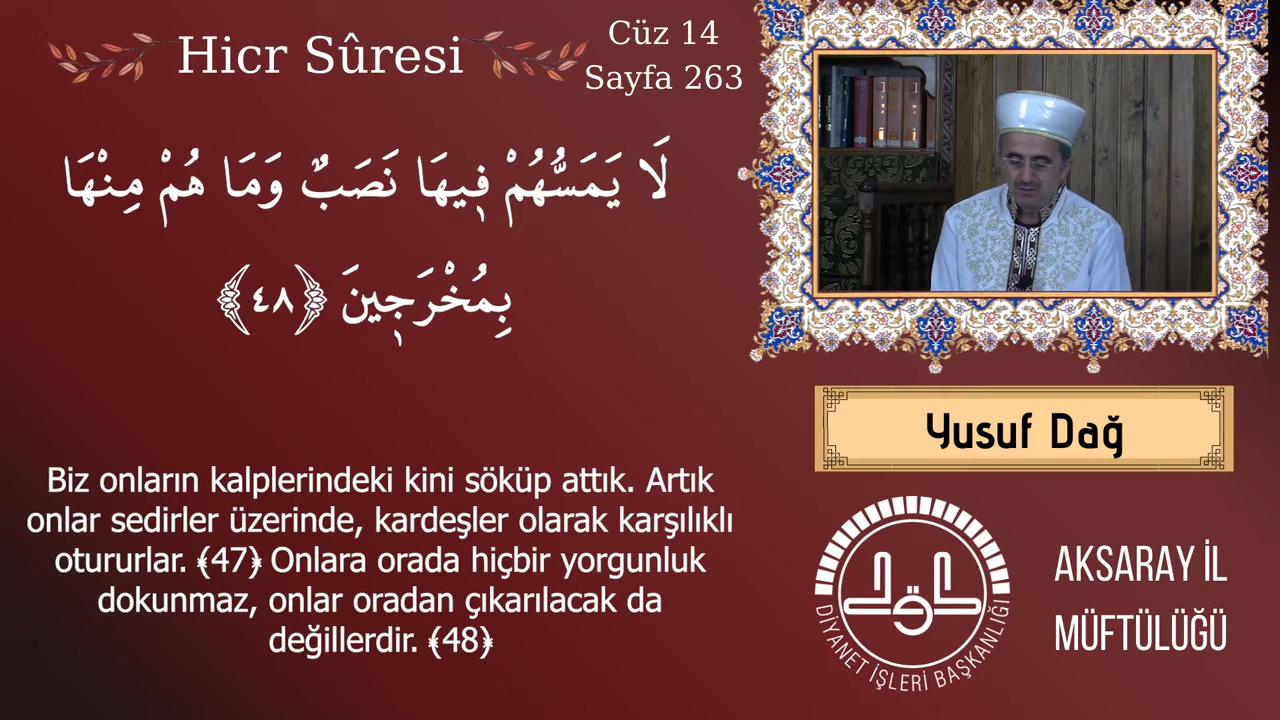 Hicr Sûresi
Cüz 14
Sayfa 263
لَا يَمَسُّهُمْ فٖيهَا نَصَبٌ وَمَا هُمْ مِنْهَا
بِمُخْرَجٖينَ ﴿٤٨﴾
Biz onların kalplerindeki kini söküp attık. Artık
onlar sedirler üzerinde, kardeşler olarak karşılıklı
otururlar. ﴾47﴿ Onlara orada hiçbir yorgunluk
dokunmaz, onlar oradan çıkarılacak da
değillerdir. ﴾48﴿
Yusuf Dağ
DİYANET İŞLERİ BAŞKANLIĞI
AKSARAY İL
MÜFTÜLÜĞÜ